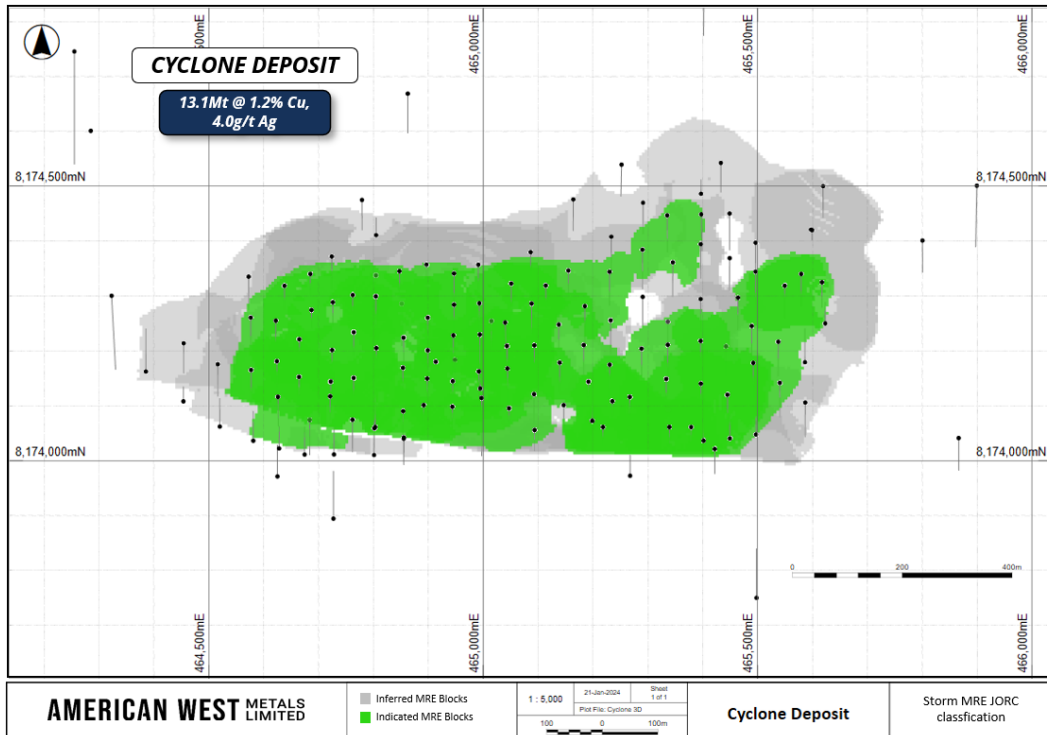 CYCLONE DEPOSIT
13.1Mt @ 1.2% Cu,
4.0g/t Ag
465,000mE
465,500mE
466,000mE
8,174,500mN
8,174,500mN
8,174,000mN
8,174,000mN
0 200 400m
464,500mE
465,000mE
465,500mE
466,000mE
AMERICAN WEST METALS
LIMITED
Inferred MRE Blocks
Indicated MRE Blocks
1 : 5,000
21-Jan-2024
Sheet
1 of 1
Plot File: Cyclone 3D
100 0 100m
Cyclone Deposit
Storm MRE JORC
classfication